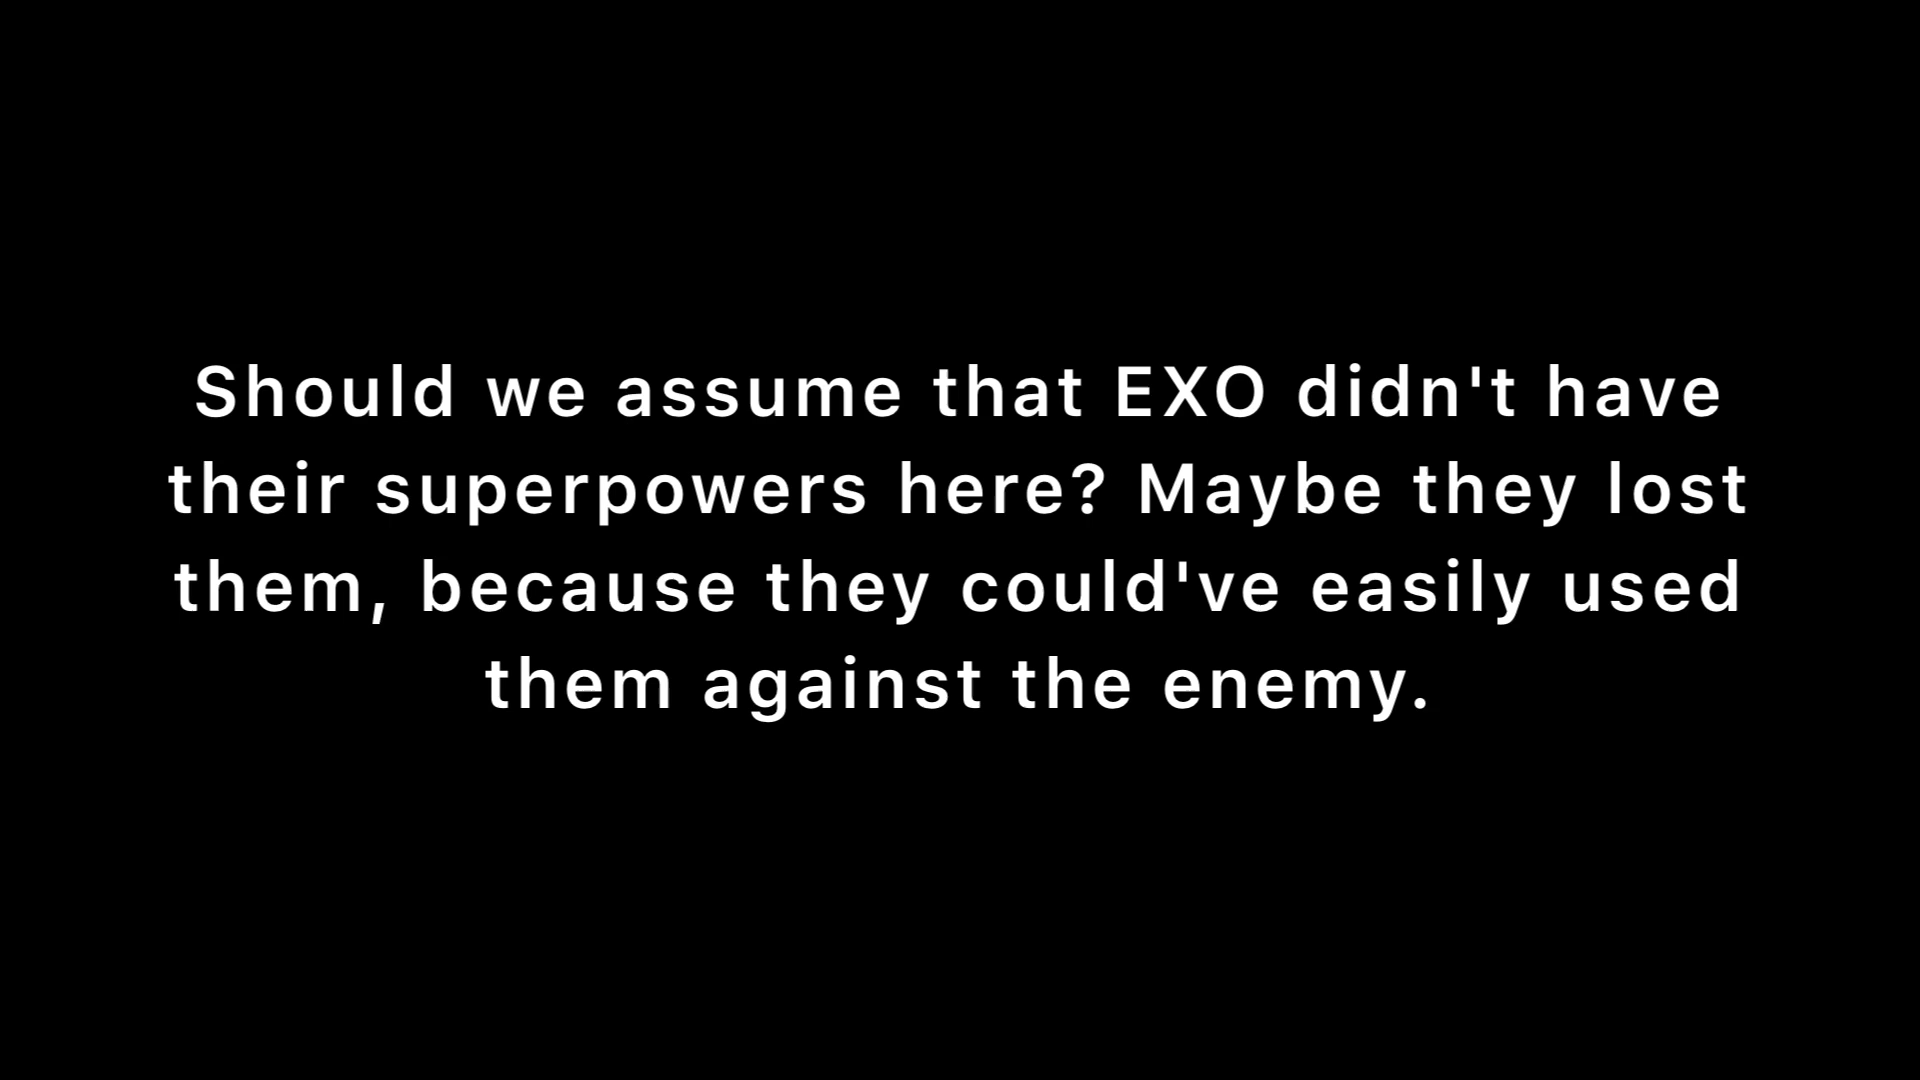 Should we assume that EXO didn't have
their superpowers here? Maybe they lost
them, because they could've easily used
them against the enemy.